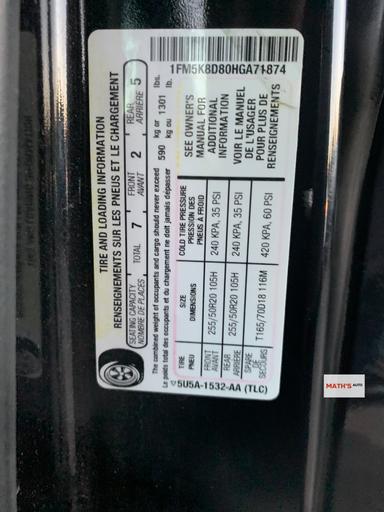 TIRE AND LOADING INFORMATION
RENSEIGNEMENTS SUR LES PNEUS ET LE CHARGEMENT
SEATING CAPACITY
NOMBRE DE PLACES
TOTAL 7
FRONT
AVANT 2
REAR
ARRIÈRE 5
The combined weight of occupants and cargo should never exceed
Le poids total des occupants et du chargement ne doit jamais dépasser
590 kg or 1301 lbs.
kg ou lb.
TIRE
PNEU
SIZE
DIMENSIONS
COLD TIRE PRESSURE
PRESSION DES
PNEUS A FROID
FRONT
AVANT
255/50R20 105H
240 KPA, 35 PSI
REAR
ARRIÈRE
255/50R20 105H
240 KPA, 35 PSI
SPARE
DE
SECOURS
T165/70D18 116M
420 KPA, 60 PSI
SEE OWNER'S
MANUAL FOR
ADDITIONAL
INFORMATION
VOIR LE MANUEL
DE L'USAGER
POUR PLUS DE
RENSEIGNEMENTS
5U5A-1532-AA (TLC)
1FM5K8D80HGA71874
MATH'S AUTO